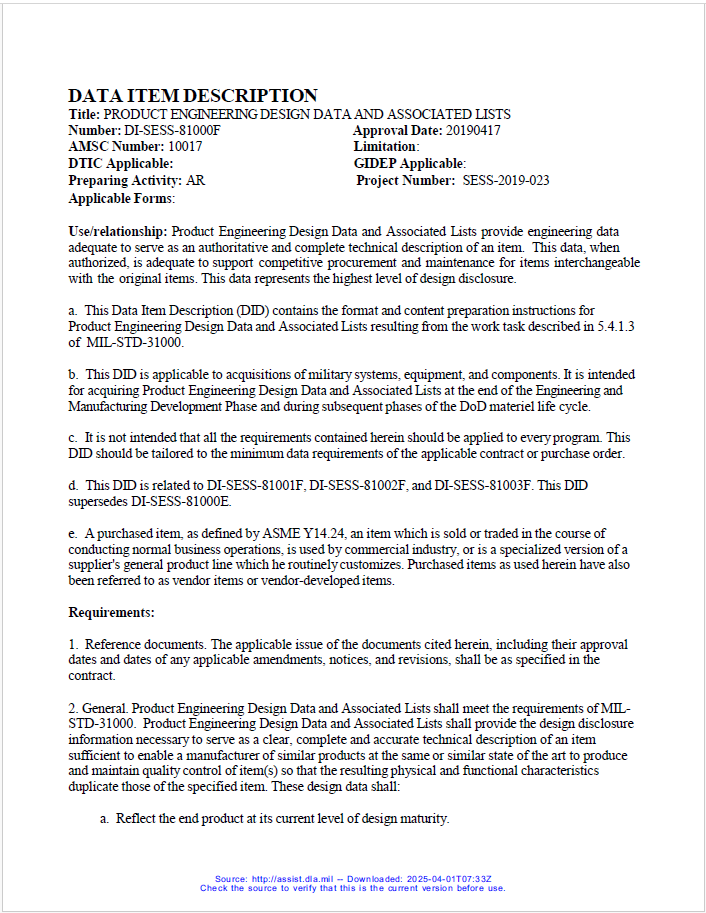 DATA ITEM DESCRIPTION
Title: PRODUCT ENGINEERING DESIGN DATA AND ASSOCIATED LISTS
Number: DI-SESS-81000F Approval Date: 20190417
AMSC Number: 10017 Limitation:
DTIC Applicable: GIDEP Applicable:
Preparing Activity: AR Project Number: SESS-2019-023
Applicable Forms:
Use/relationship: Product Engineering Design Data and Associated Lists provide engineering data
adequate to serve as an authoritative and complete technical description of an item. This data, when
authorized, is adequate to support competitive procurement and maintenance for items interchangeable
with the original items. This data represents the highest level of design disclosure.
a. This Data Item Description (DID) contains the format and content preparation instructions for
Product Engineering Design Data and Associated Lists resulting from the work task described in 5.4.1.3
of MIL-STD-31000.
b. This DID is applicable to acquisitions of military systems, equipment, and components. It is intended
for acquiring Product Engineering Design Data and Associated Lists at the end of the Engineering and
Manufacturing Development Phase and during subsequent phases of the DoD materiel life cycle.
c. It is not intended that all the requirements contained herein should be applied to every program. This
DID should be tailored to the minimum data requirements of the applicable contract or purchase order.
d. This DID is related to DI-SESS-81001F, DI-SESS-81002F, and DI-SESS-81003F. This DID
supersedes DI-SESS-81000E.
e. A purchased item, as defined by ASME Y14.24, an item which is sold or traded in the course of
conducting normal business operations, is used by commercial industry, or is a specialized version of a
supplier's general product line which he routinely customizes. Purchased items as used herein have also
been referred to as vendor items or vendor-developed items.
Requirements:
1. Reference documents. The applicable issue of the documents cited herein, including their approval
dates and dates of any applicable amendments, notices, and revisions, shall be as specified in the
contract.
2. General. Product Engineering Design Data and Associated Lists shall meet the requirements of MIL-
STD-31000. Product Engineering Design Data and Associated Lists shall provide the design disclosure
information necessary to serve as a clear, complete and accurate technical description of an item
sufficient to enable a manufacturer of similar products at the same or similar state of the art to produce
and maintain quality control of item(s) so that the resulting physical and functional characteristics
duplicate those of the specified item. These design data shall:
a. Reflect the end product at its current level of design maturity.
Source: http://assist.dla.mil -- Downloaded: 2025-04-01T07:33Z
Check the source to verify that this is the current version before use.